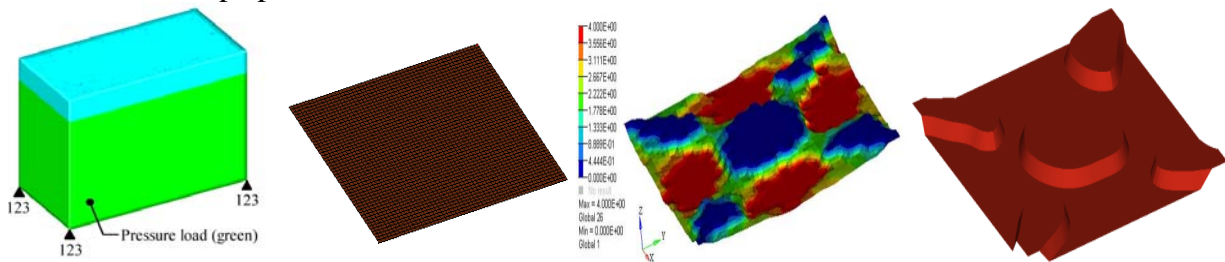 123
123
123
Pressure load (green)
4.000E+00
3.556E+00
3.111E+00
2.667E+00
2.222E+00
1.778E+00
1.333E+00
8.889E-01
4.444E-01
0.000E+00
No result
Max = 4.000E+00
Global 26
Min = 0.000E+00
Global 1
Z
Y
X